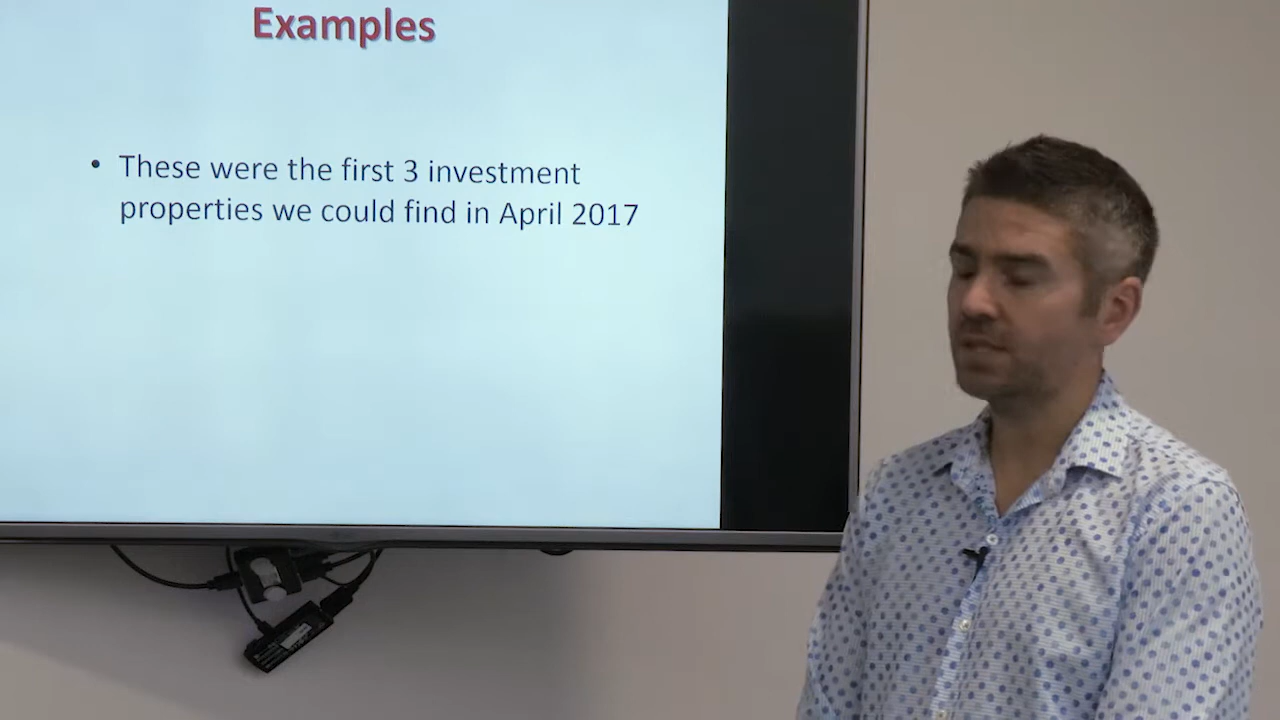 Examples
• These were the first 3 investment
properties we could find in April 2017